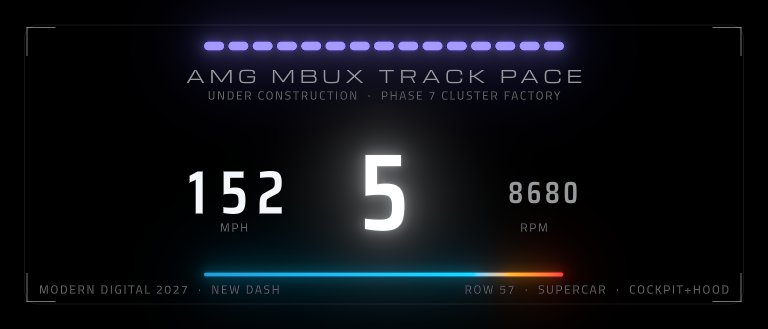 AMG MBUX TRACK PACE
UNDER CONSTRUCTION · PHASE 7 CLUSTER FACTORY
152 5 8680
MPH RPM
MODERN DIGITAL 2027 · NEW DASH ROW 57 · SUPERCAR · COCKPIT+HOOD